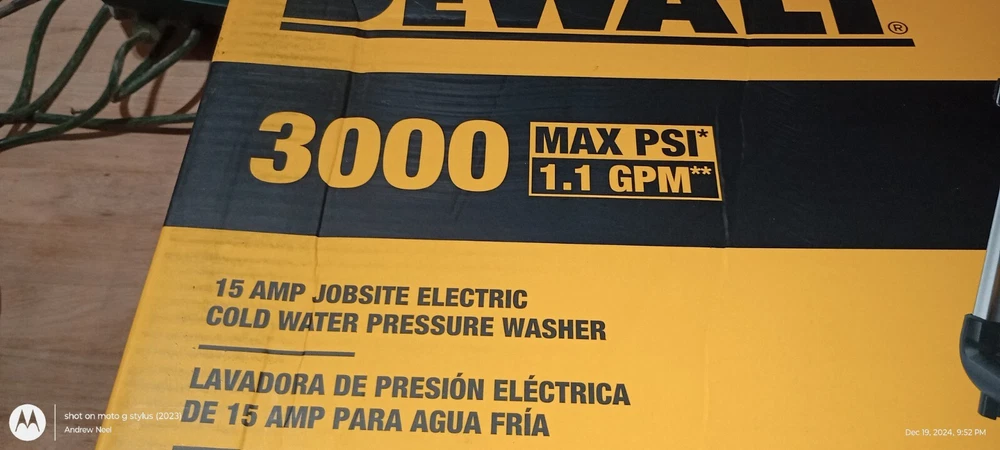 DEWALT®
3000 MAX PSI*
1.1 GPM**
15 AMP JOBSITE ELECTRIC
COLD WATER PRESSURE WASHER
LAVADORA DE PRESIÓN ELÉCTRICA
DE 15 AMP PARA AGUA FRÍA
shot on moto g stylus (2023)
Andrew Neel
Dec 19, 2024, 9:52 PM